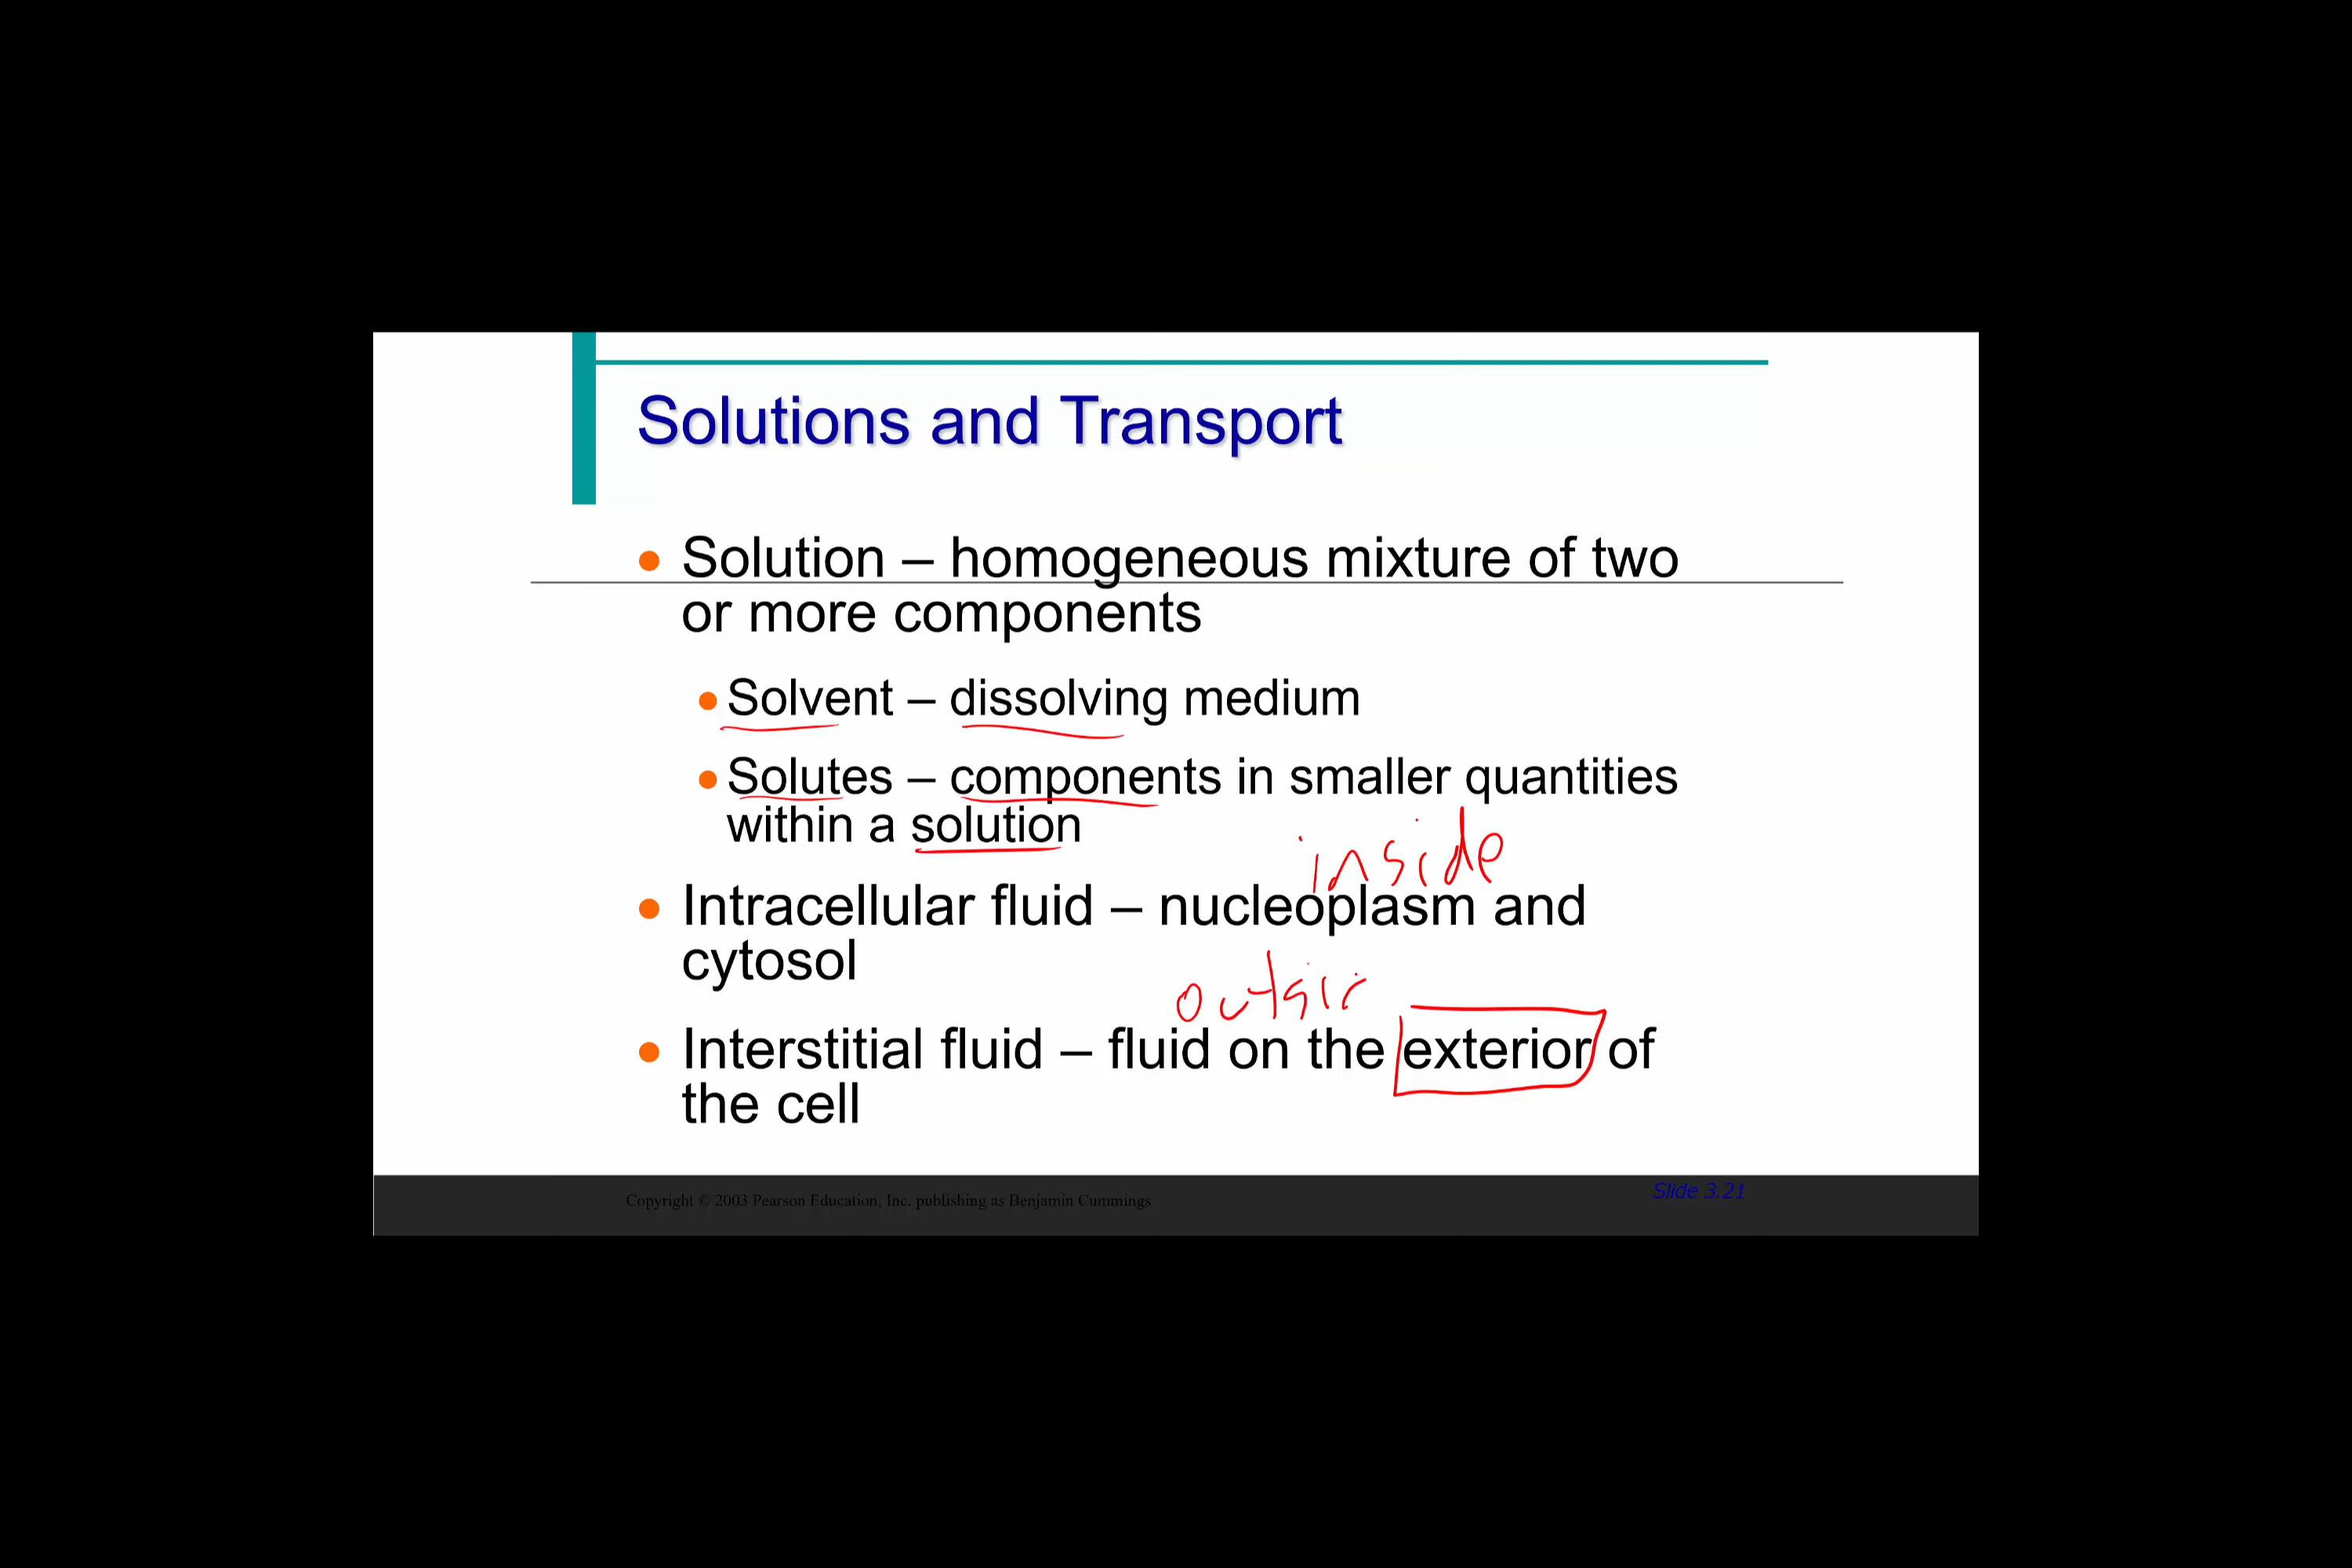 Solutions and Transport
Solution – homogeneous mixture of two
or more components
Solvent – dissolving medium
Solutes – components in smaller quantities
within a solution
inside
Intracellular fluid – nucleoplasm and
cytosol
Interstitial fluid – fluid on the exterior of
the cell
Copyright © 2003 Pearson Education, Inc. publishing as Benjamin Cummings
Slide 3.21